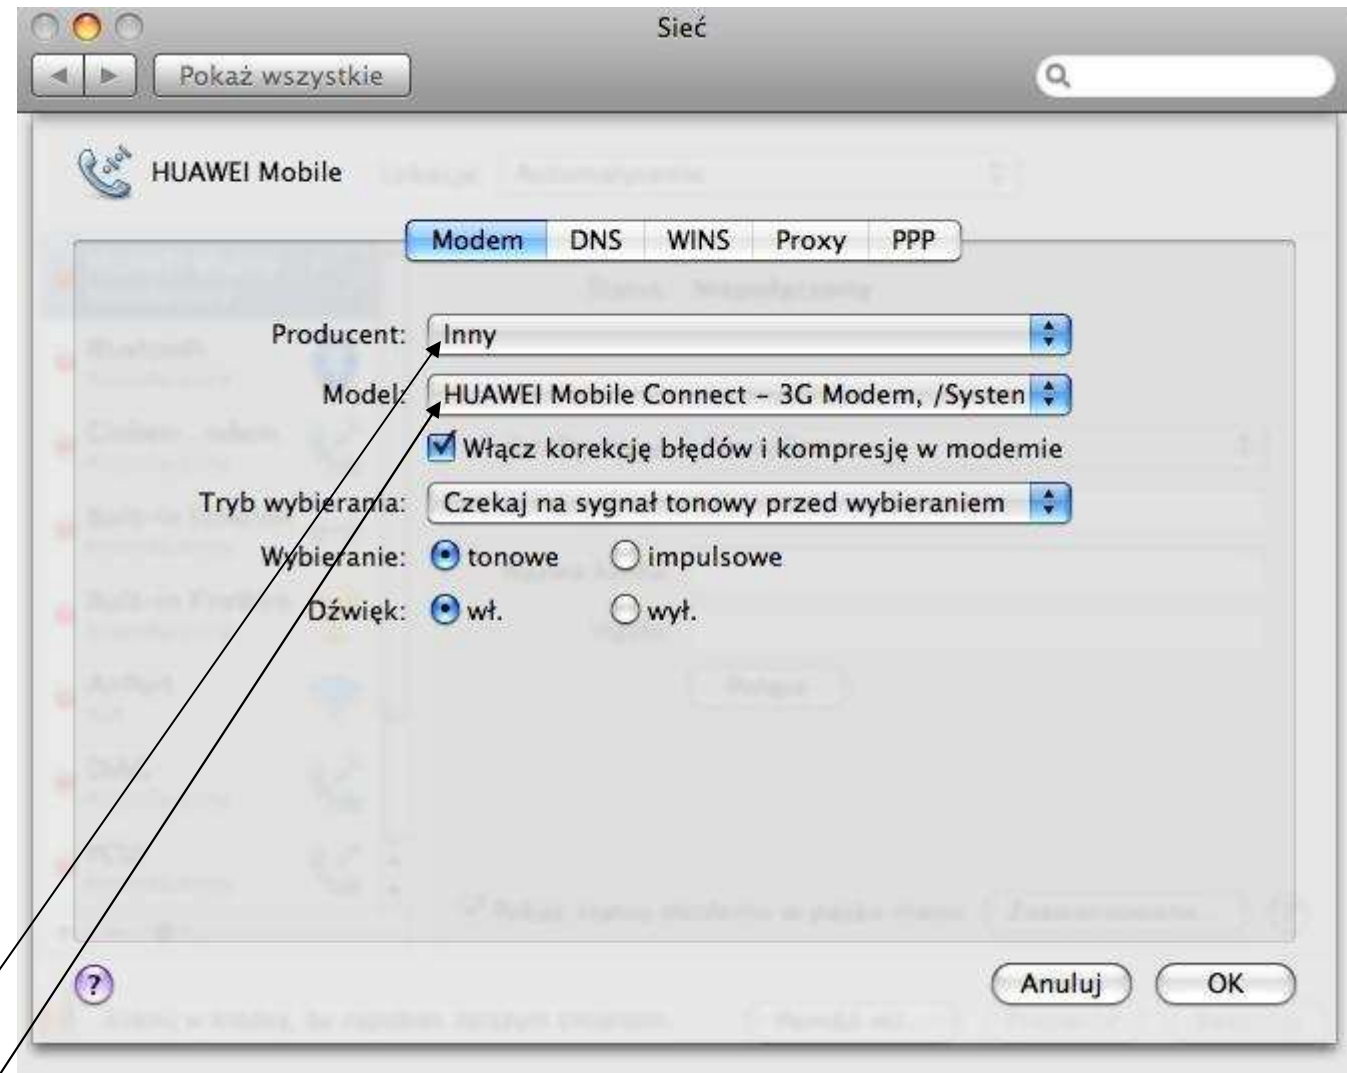 Sieć
Pokaż wszystkie
HUAWEI Mobile
Modem DNS WINS Proxy PPP
Producent: Inny
Model: HUAWEI Mobile Connect – 3G Modem, /Systen
Włącz korekcję błędów i kompresję w modemie
Tryb wybierania: Czekaj na sygnał tonowy przed wybieraniem
Wybieranie: tonowe impulsowe
Dźwięk: wł. wył.
? Anuluj OK